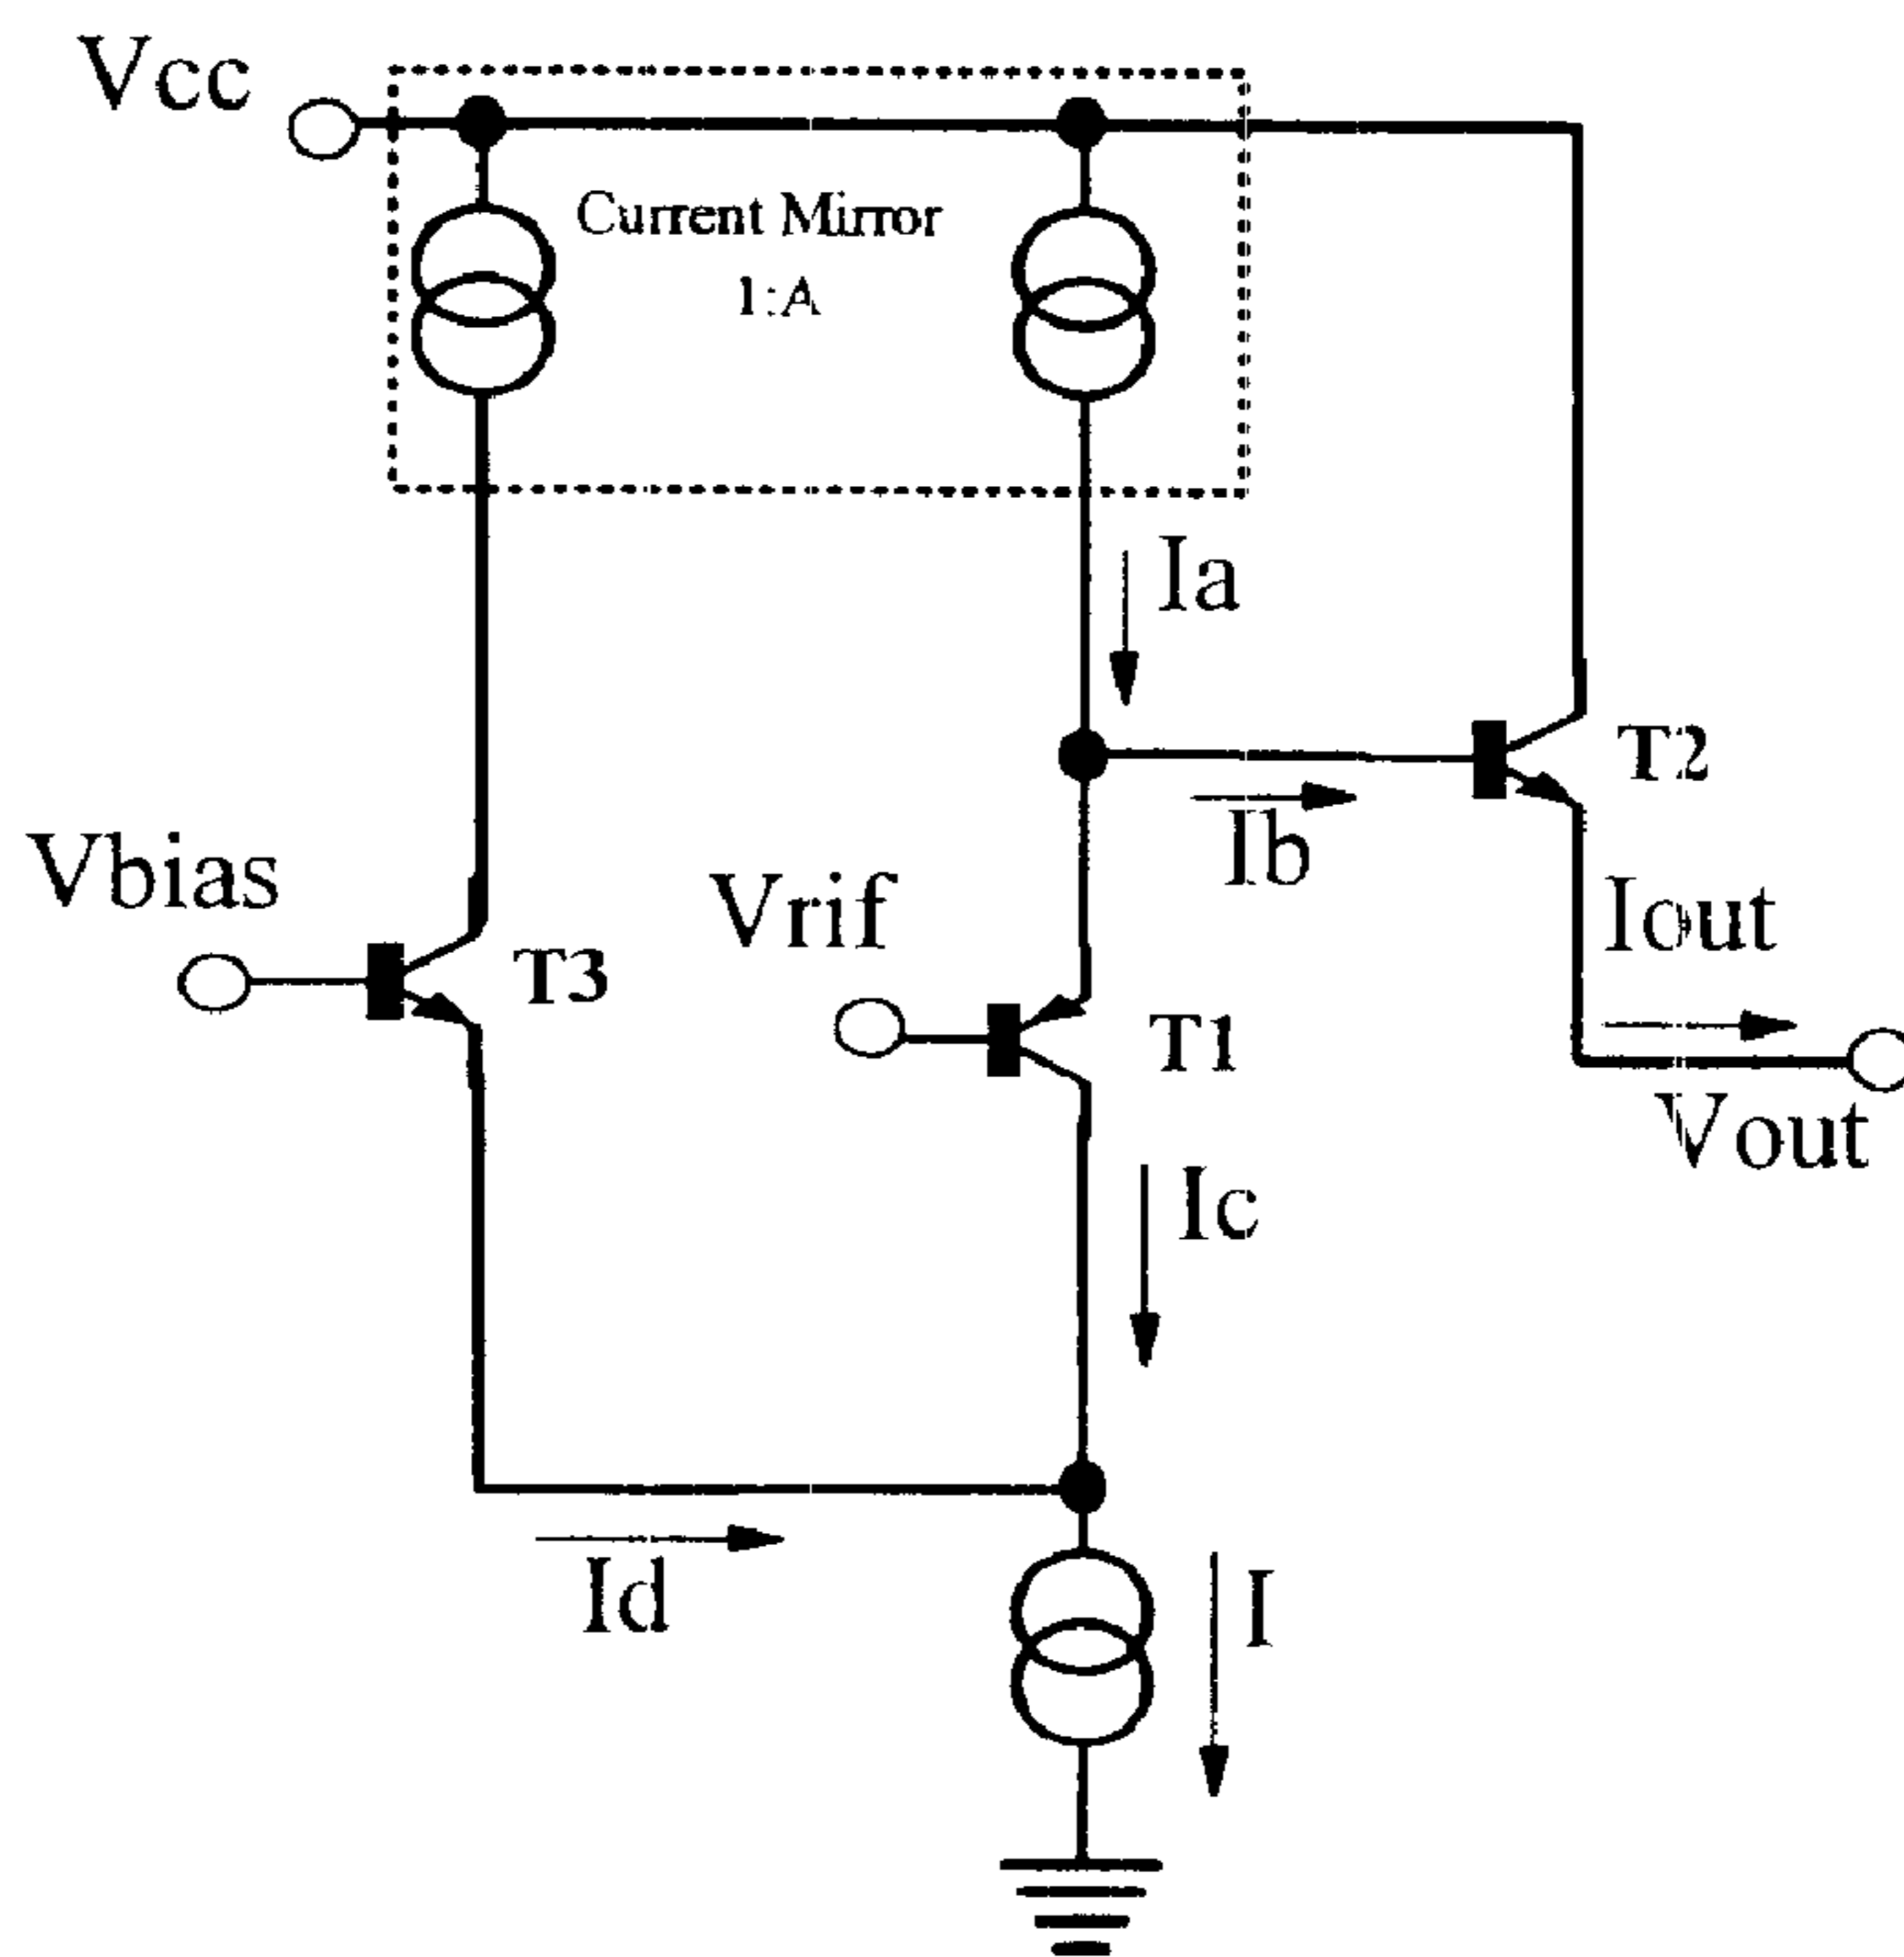 Vcc
Current Mirror
1:A
Ia
T2
Ib
Vbias
Vrif
Iout
T3
T1
Vout
Ic
Id
I